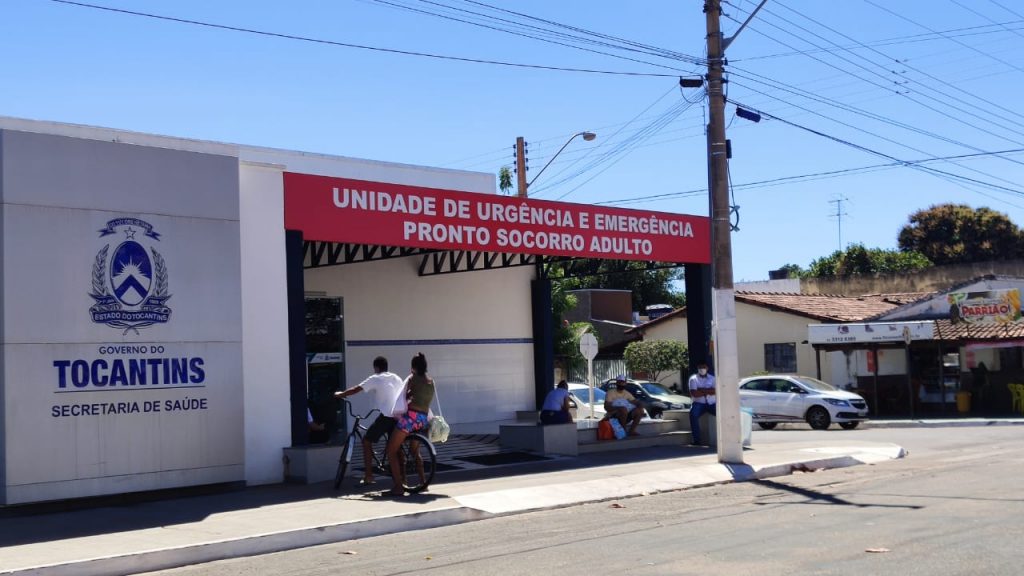 UNIDADE DE URGÊNCIA E EMERGÊNCIA
PRONTO SOCORRO ADULTO
ESTADO DO TOCANTINS
GOVERNO DO
TOCANTINS
SECRETARIA DE SAÚDE
PARRIÃO